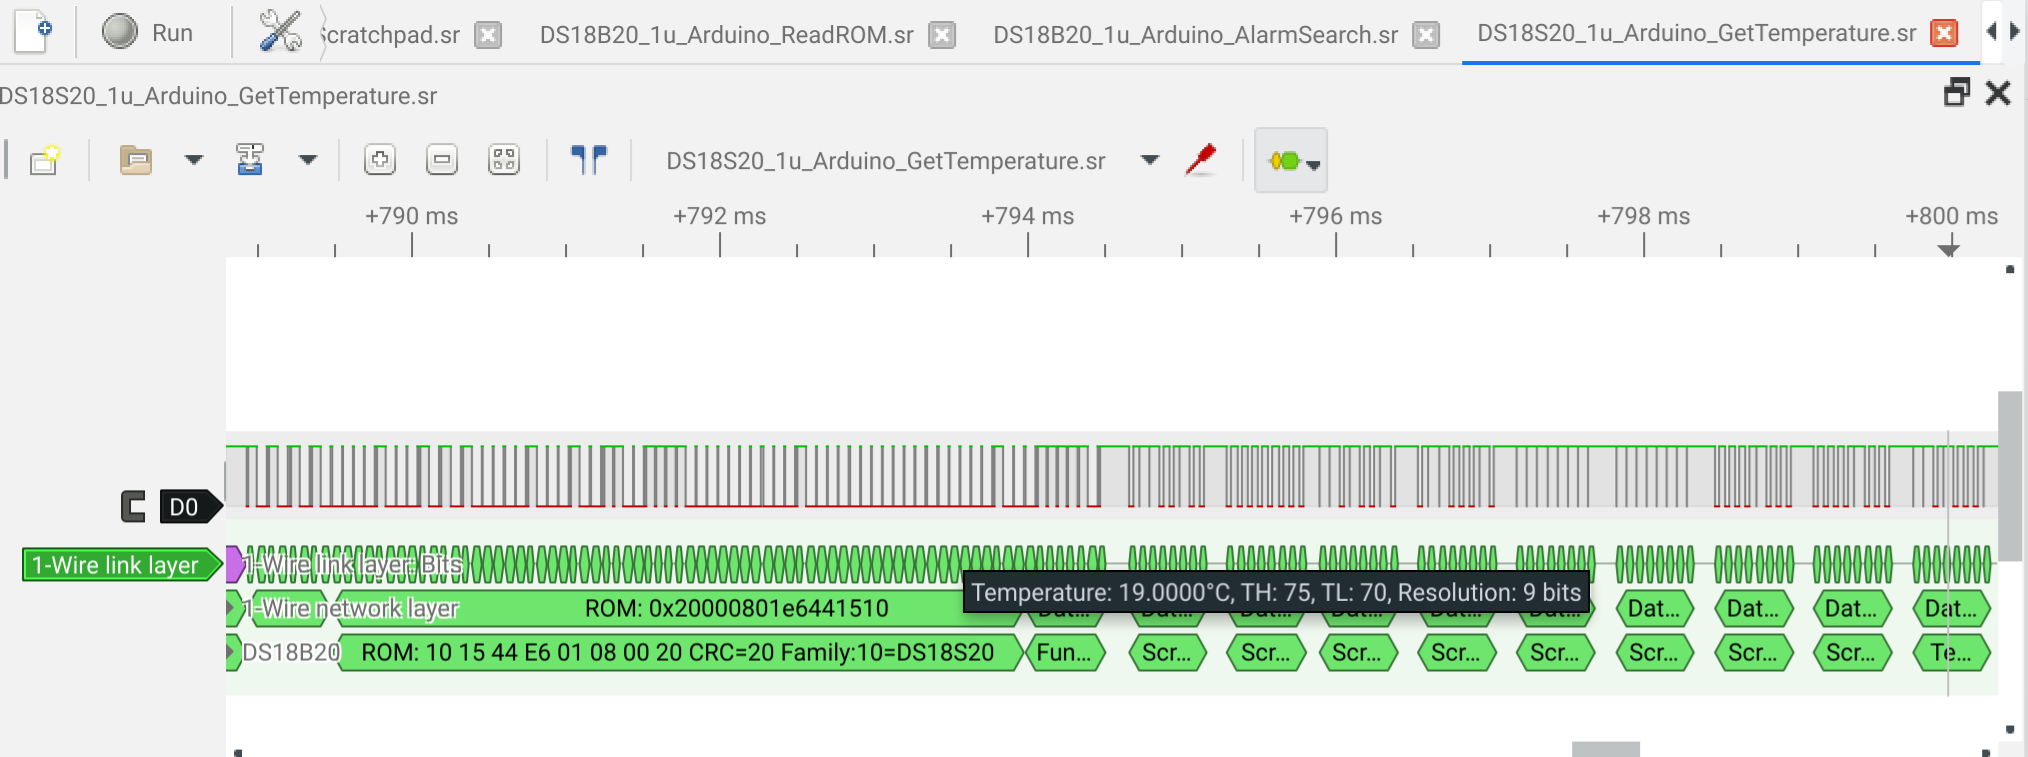 Run
cratchpad.sr
DS18B20_1u_Arduino_ReadROM.sr
DS18B20_1u_Arduino_AlarmSearch.sr
DS18S20_1u_Arduino_GetTemperature.sr
DS18S20_1u_Arduino_GetTemperature.sr
DS18S20_1u_Arduino_GetTemperature.sr
+790 ms
+792 ms
+794 ms
+796 ms
+798 ms
+800 ms
D0
1-Wire link layer
1-Wire link layer: Bits
Temperature: 19.0000°C, TH: 75, TL: 70, Resolution: 9 bits
1-Wire network layer
ROM: 0x20000801e6441510
Dat...
Dat...
Dat...
Dat...
Dat...
Dat...
Dat...
Dat...
Dat...
Dat...
DS18B20
ROM: 10 15 44 E6 01 08 00 20 CRC=20 Family:10=DS18S20
Fun...
Scr...
Scr...
Scr...
Scr...
Scr...
Scr...
Scr...
Scr...
Te...